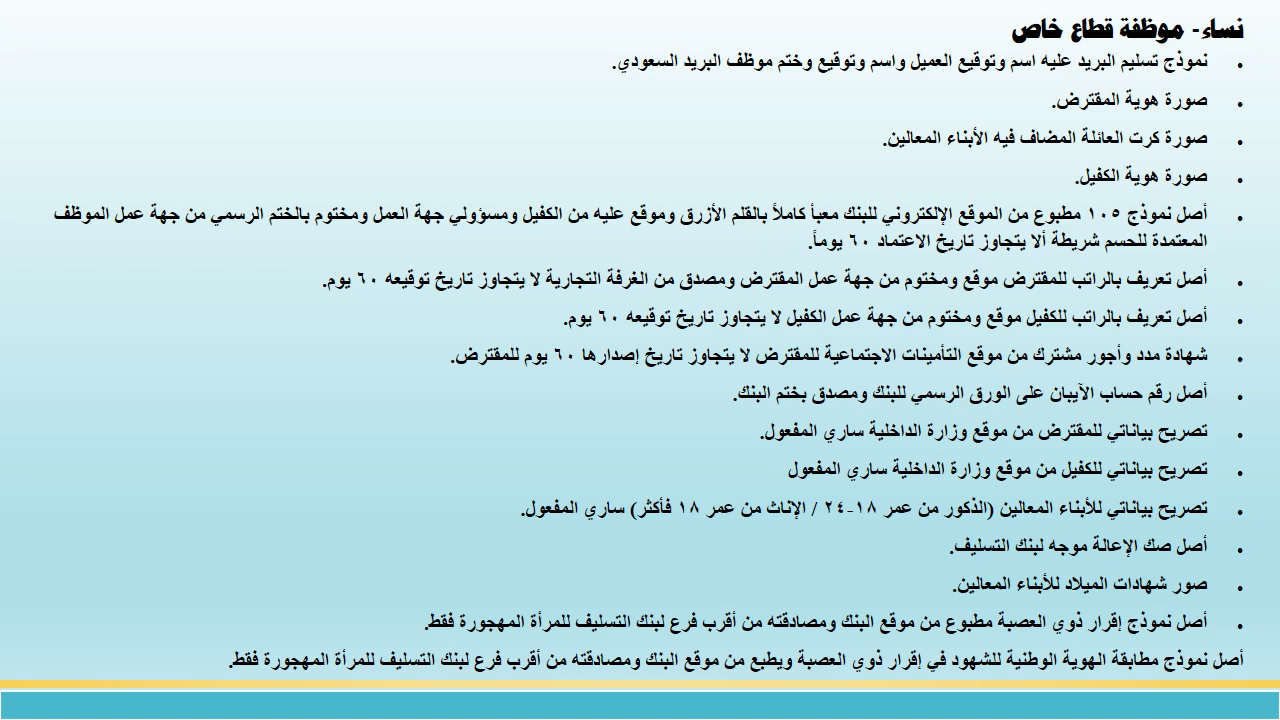 نساء- موظفة قطاع خاص
• نموذج تسليم البريد عليه اسم وتوقيع العميل واسم وتوقيع وختم موظف البريد السعودي.
• صورة هوية المقترض.
• صورة كرت العائلة المضاف فيه الأبناء المعالين.
• صورة هوية الكفيل.
• أصل نموذج ١٠٥ مطبوع من الموقع الإلكتروني للبنك معبأ كاملاً بالقلم الأزرق وموقع عليه من الكفيل ومسؤولي جهة العمل ومختوم بالختم الرسمي من جهة عمل الموظف
المعتمدة للحسم شريطة ألا يتجاوز تاريخ الاعتماد ٦٠ يوماً.
• أصل تعريف بالراتب للمقترض موقع ومختوم من جهة عمل المقترض ومصدق من الغرفة التجارية لا يتجاوز تاريخ توقيعه ٦٠ يوم.
• أصل تعريف بالراتب للكفيل موقع ومختوم من جهة عمل الكفيل لا يتجاوز تاريخ توقيعه ٦٠ يوم.
• شهادة مدد وأجور مشترك من موقع التأمينات الاجتماعية للمقترض لا يتجاوز تاريخ إصدارها ٦٠ يوم للمقترض.
• أصل رقم حساب الآيبان على الورق الرسمي للبنك ومصدق بختم البنك.
• تصريح بياناتي للمقترض من موقع وزارة الداخلية ساري المفعول.
• تصريح بياناتي للكفيل من موقع وزارة الداخلية ساري المفعول
• تصريح بياناتي للأبناء المعالين (الذكور من عمر ١٨-٢٤ / الإناث من عمر ١٨ فأكثر) ساري المفعول.
• أصل صك الإعالة موجه لبنك التسليف.
• صور شهادات الميلاد للأبناء المعالين.
• أصل نموذج إقرار ذوي العصبة مطبوع من موقع البنك ومصادقته من أقرب فرع لبنك التسليف للمرأة المهجورة فقط.
أصل نموذج مطابقة الهوية الوطنية للشهود في إقرار ذوي العصبة ويطبع من موقع البنك ومصادقته من أقرب فرع لبنك التسليف للمرأة المهجورة فقط.